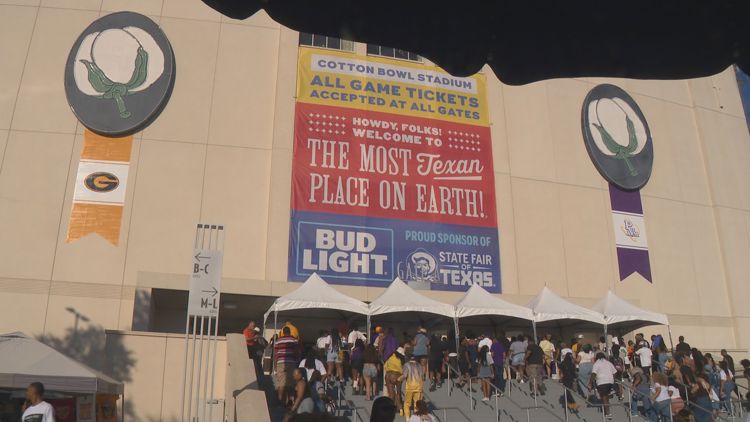 COTTON BOWL STADIUM
ALL GAME TICKETS
ACCEPTED AT ALL GATES
HOWDY, FOLKS!
WELCOME TO
THE MOST Texan
PLACE ON EARTH!
BUD
LIGHT
PROUD SPONSOR OF
STATE FAIR
OF
TEXAS
G
B-C
M-L